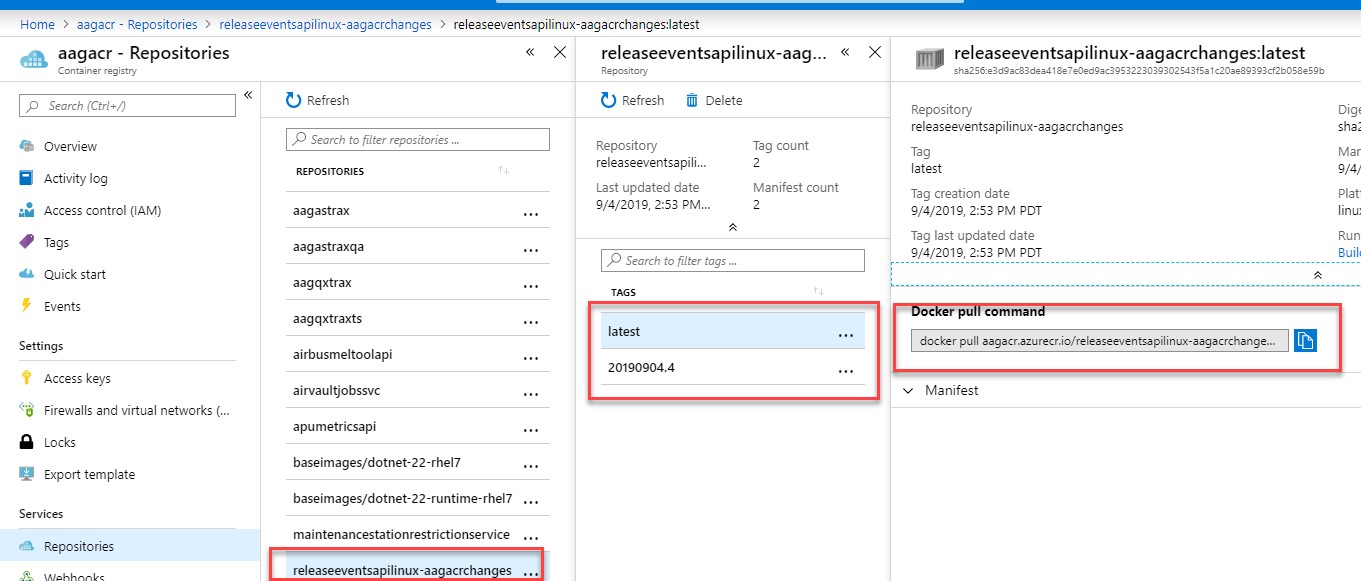 Home > aagacr - Repositories > releaseeventsapilinux-aagacrchanges > releaseeventsapilinux-aagacrchanges:latest
aagacr - Repositories
Container registry
Search (Ctrl+/)
Overview
Activity log
Access control (IAM)
Tags
Quick start
Events
Settings
Access keys
Firewalls and virtual networks (...
Locks
Export template
Services
Repositories
Webhooks
Refresh
Search to filter repositories ...
REPOSITORIES
aagastrax ...
aagastraxqa ...
aagqxtrax ...
aagqxtraxts ...
airbusmeltoolapi ...
airvaultjobssvc ...
apumetricsapi ...
baseimages/dotnet-22-rhel7 ...
baseimages/dotnet-22-runtime-rhel7 ...
maintenancestationrestrictionservice ...
releaseeventsapilinux-aagacrchanges ...
releaseeventsapilinux-aag...
Repository
Refresh Delete
Repository
releaseeventsapili...
Tag count
2
Last updated date
9/4/2019, 2:53 PM...
Manifest count
2
Search to filter tags ...
TAGS
latest ...
20190904.4 ...
releaseeventsapilinux-aagacrchanges:latest
sha256:e3d9ac83dea418e7e0ed9ac3953223039302543f5a1c20ae89393cf2b058e59b
Repository
releaseeventsapilinux-aagacrchanges
Tag
latest
Tag creation date
9/4/2019, 2:53 PM PDT
Tag last updated date
9/4/2019, 2:53 PM PDT
Dige
sha2
Man
9/4/
Platf
linux
Run
Build
Docker pull command
docker pull aagacr.azurecr.io/releaseeventsapilinux-aagacrchange...
Manifest